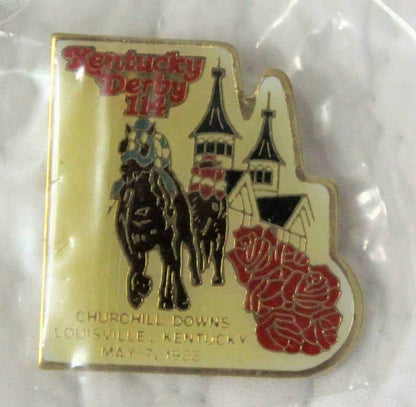 Kentucky
Derby
114
CHURCHILL DOWNS
LOUISVILLE, KENTUCKY
MAY 7, 1988